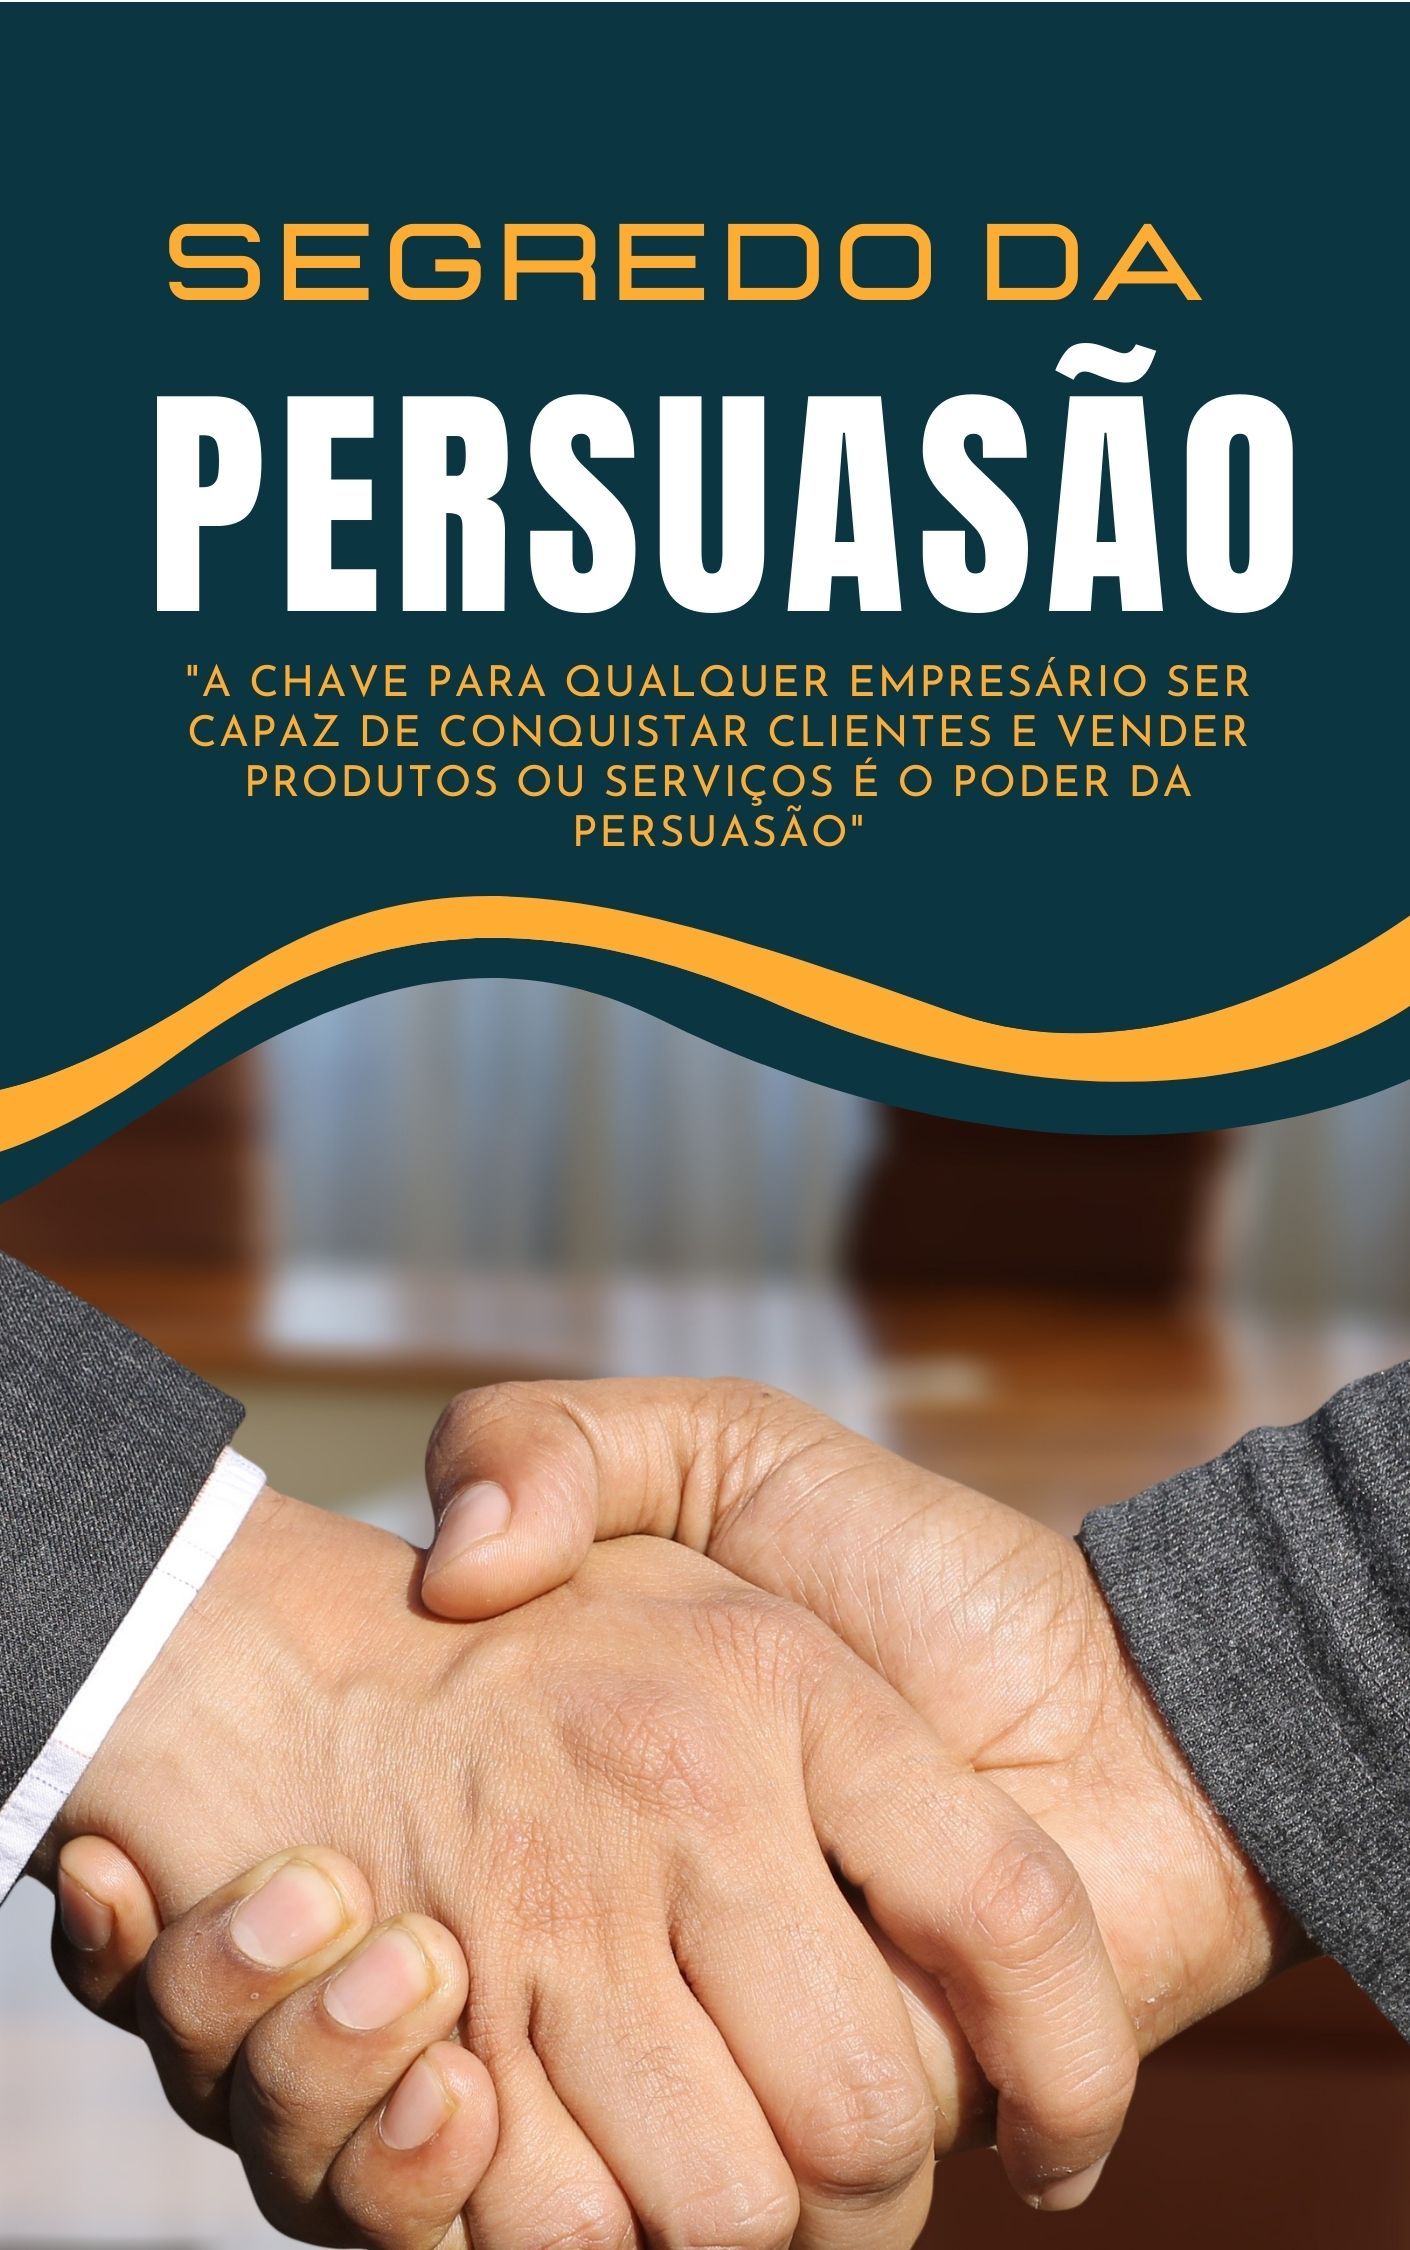 SEGREDO DA
PERSUASÃO
"A CHAVE PARA QUALQUER EMPRESÁRIO SER
CAPAZ DE CONQUISTAR CLIENTES E VENDER
PRODUTOS OU SERVIÇOS É O PODER DA
PERSUASÃO"